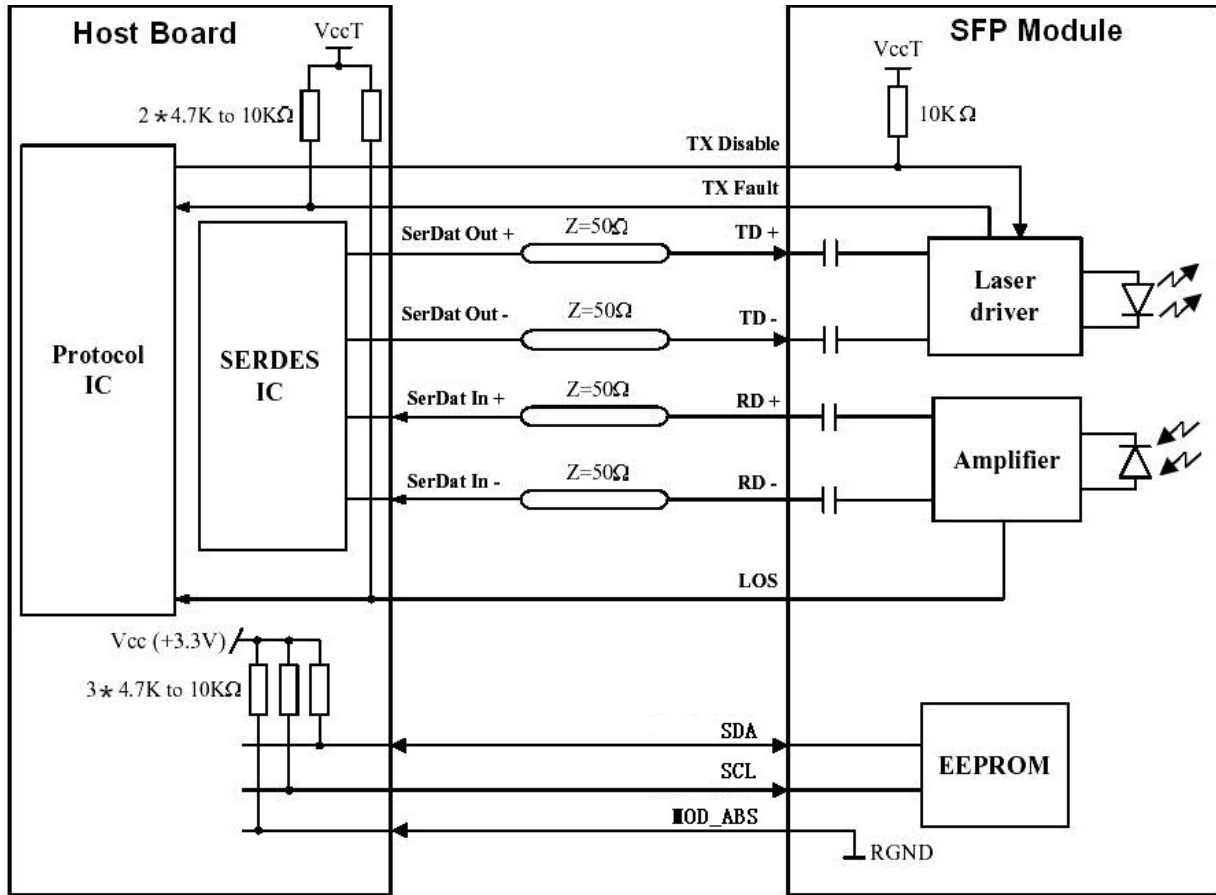 Host Board
SFP Module
VccT
VccT
2*4.7K to 10KΩ
10KΩ
TX Disable
TX Fault
SerDat Out +
Z=50Ω
TD +
SerDat Out -
Z=50Ω
TD -
Laser
driver
Protocol
IC
SERDES
IC
SerDat In +
Z=50Ω
RD +
SerDat In -
Z=50Ω
RD -
Amplifier
LOS
Vcc (+3.3V)
3*4.7K to 10KΩ
SDA
SCL
MOD_ABS
EEPROM
RGND